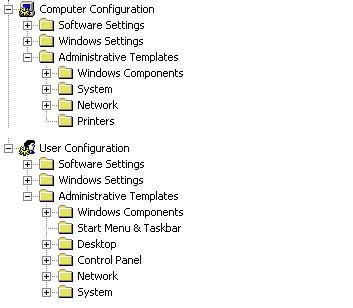 Computer Configuration
Software Settings
Windows Settings
Administrative Templates
Windows Components
System
Network
Printers
User Configuration
Software Settings
Windows Settings
Administrative Templates
Windows Components
Start Menu & Taskbar
Desktop
Control Panel
Network
System